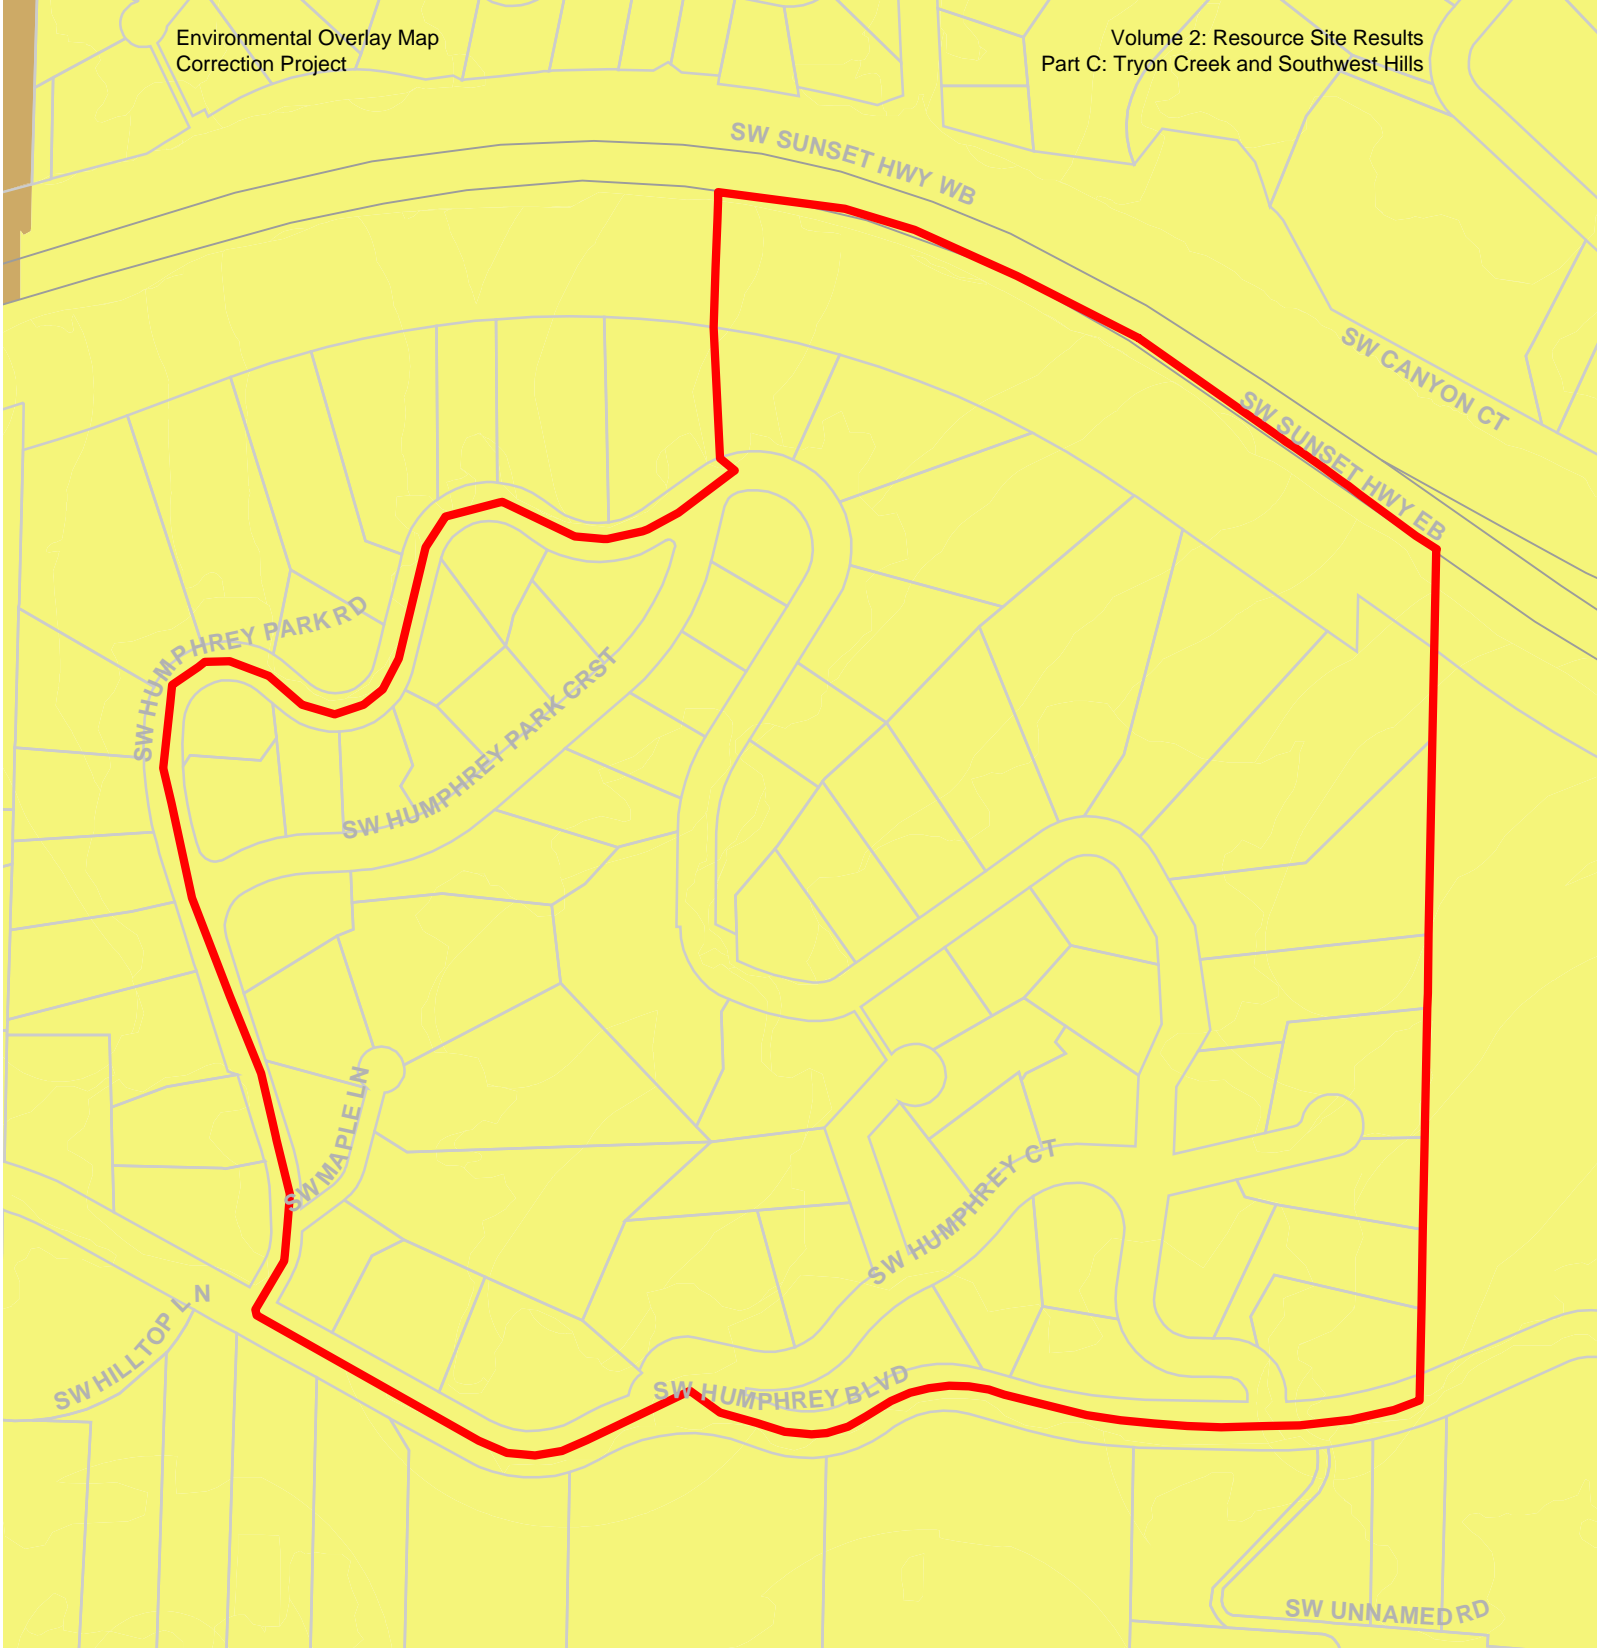 Environmental Overlay Map
Correction Project
Volume 2: Resource Site Results
Part C: Tryon Creek and Southwest Hills
SW SUNSET HWY WB
SW CANYON CT
SW SUNSET HWY EB
SW HUMPHREY PARK RD
SW HUMPHREY PARK CRST
SW MAPLE LN
SW HUMPHREY CT
SW HILLTOP LN
SW HUMPHREY BLVD
SW UNNAMED RD